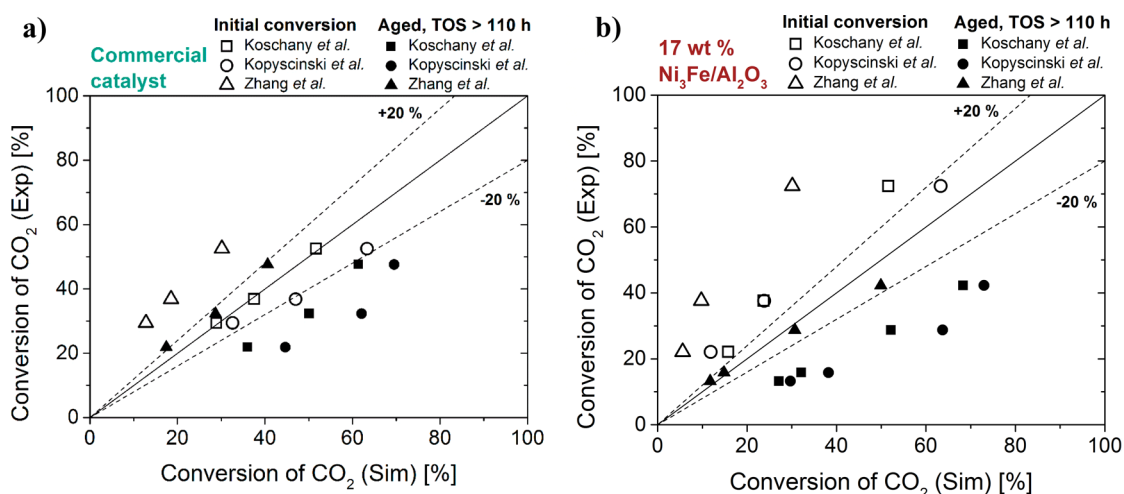 a)
Commercial
catalyst
Initial conversion
Koschany et al.
Kopyscinski et al.
Zhang et al.
Aged, TOS > 110 h
Koschany et al.
Kopyscinski et al.
Zhang et al.
+20 %
-20 %
100
80
60
40
20
0
0 20 40 60 80 100
Conversion of CO₂ (Exp) [%]
Conversion of CO₂ (Sim) [%]
b)
17 wt %
Ni₃Fe/Al₂O₃
Initial conversion
Koschany et al.
Kopyscinski et al.
Zhang et al.
Aged, TOS > 110 h
Koschany et al.
Kopyscinski et al.
Zhang et al.
+20 %
-20 %
100
80
60
40
20
0
0 20 40 60 80 100
Conversion of CO₂ (Exp) [%]
Conversion of CO₂ (Sim) [%]